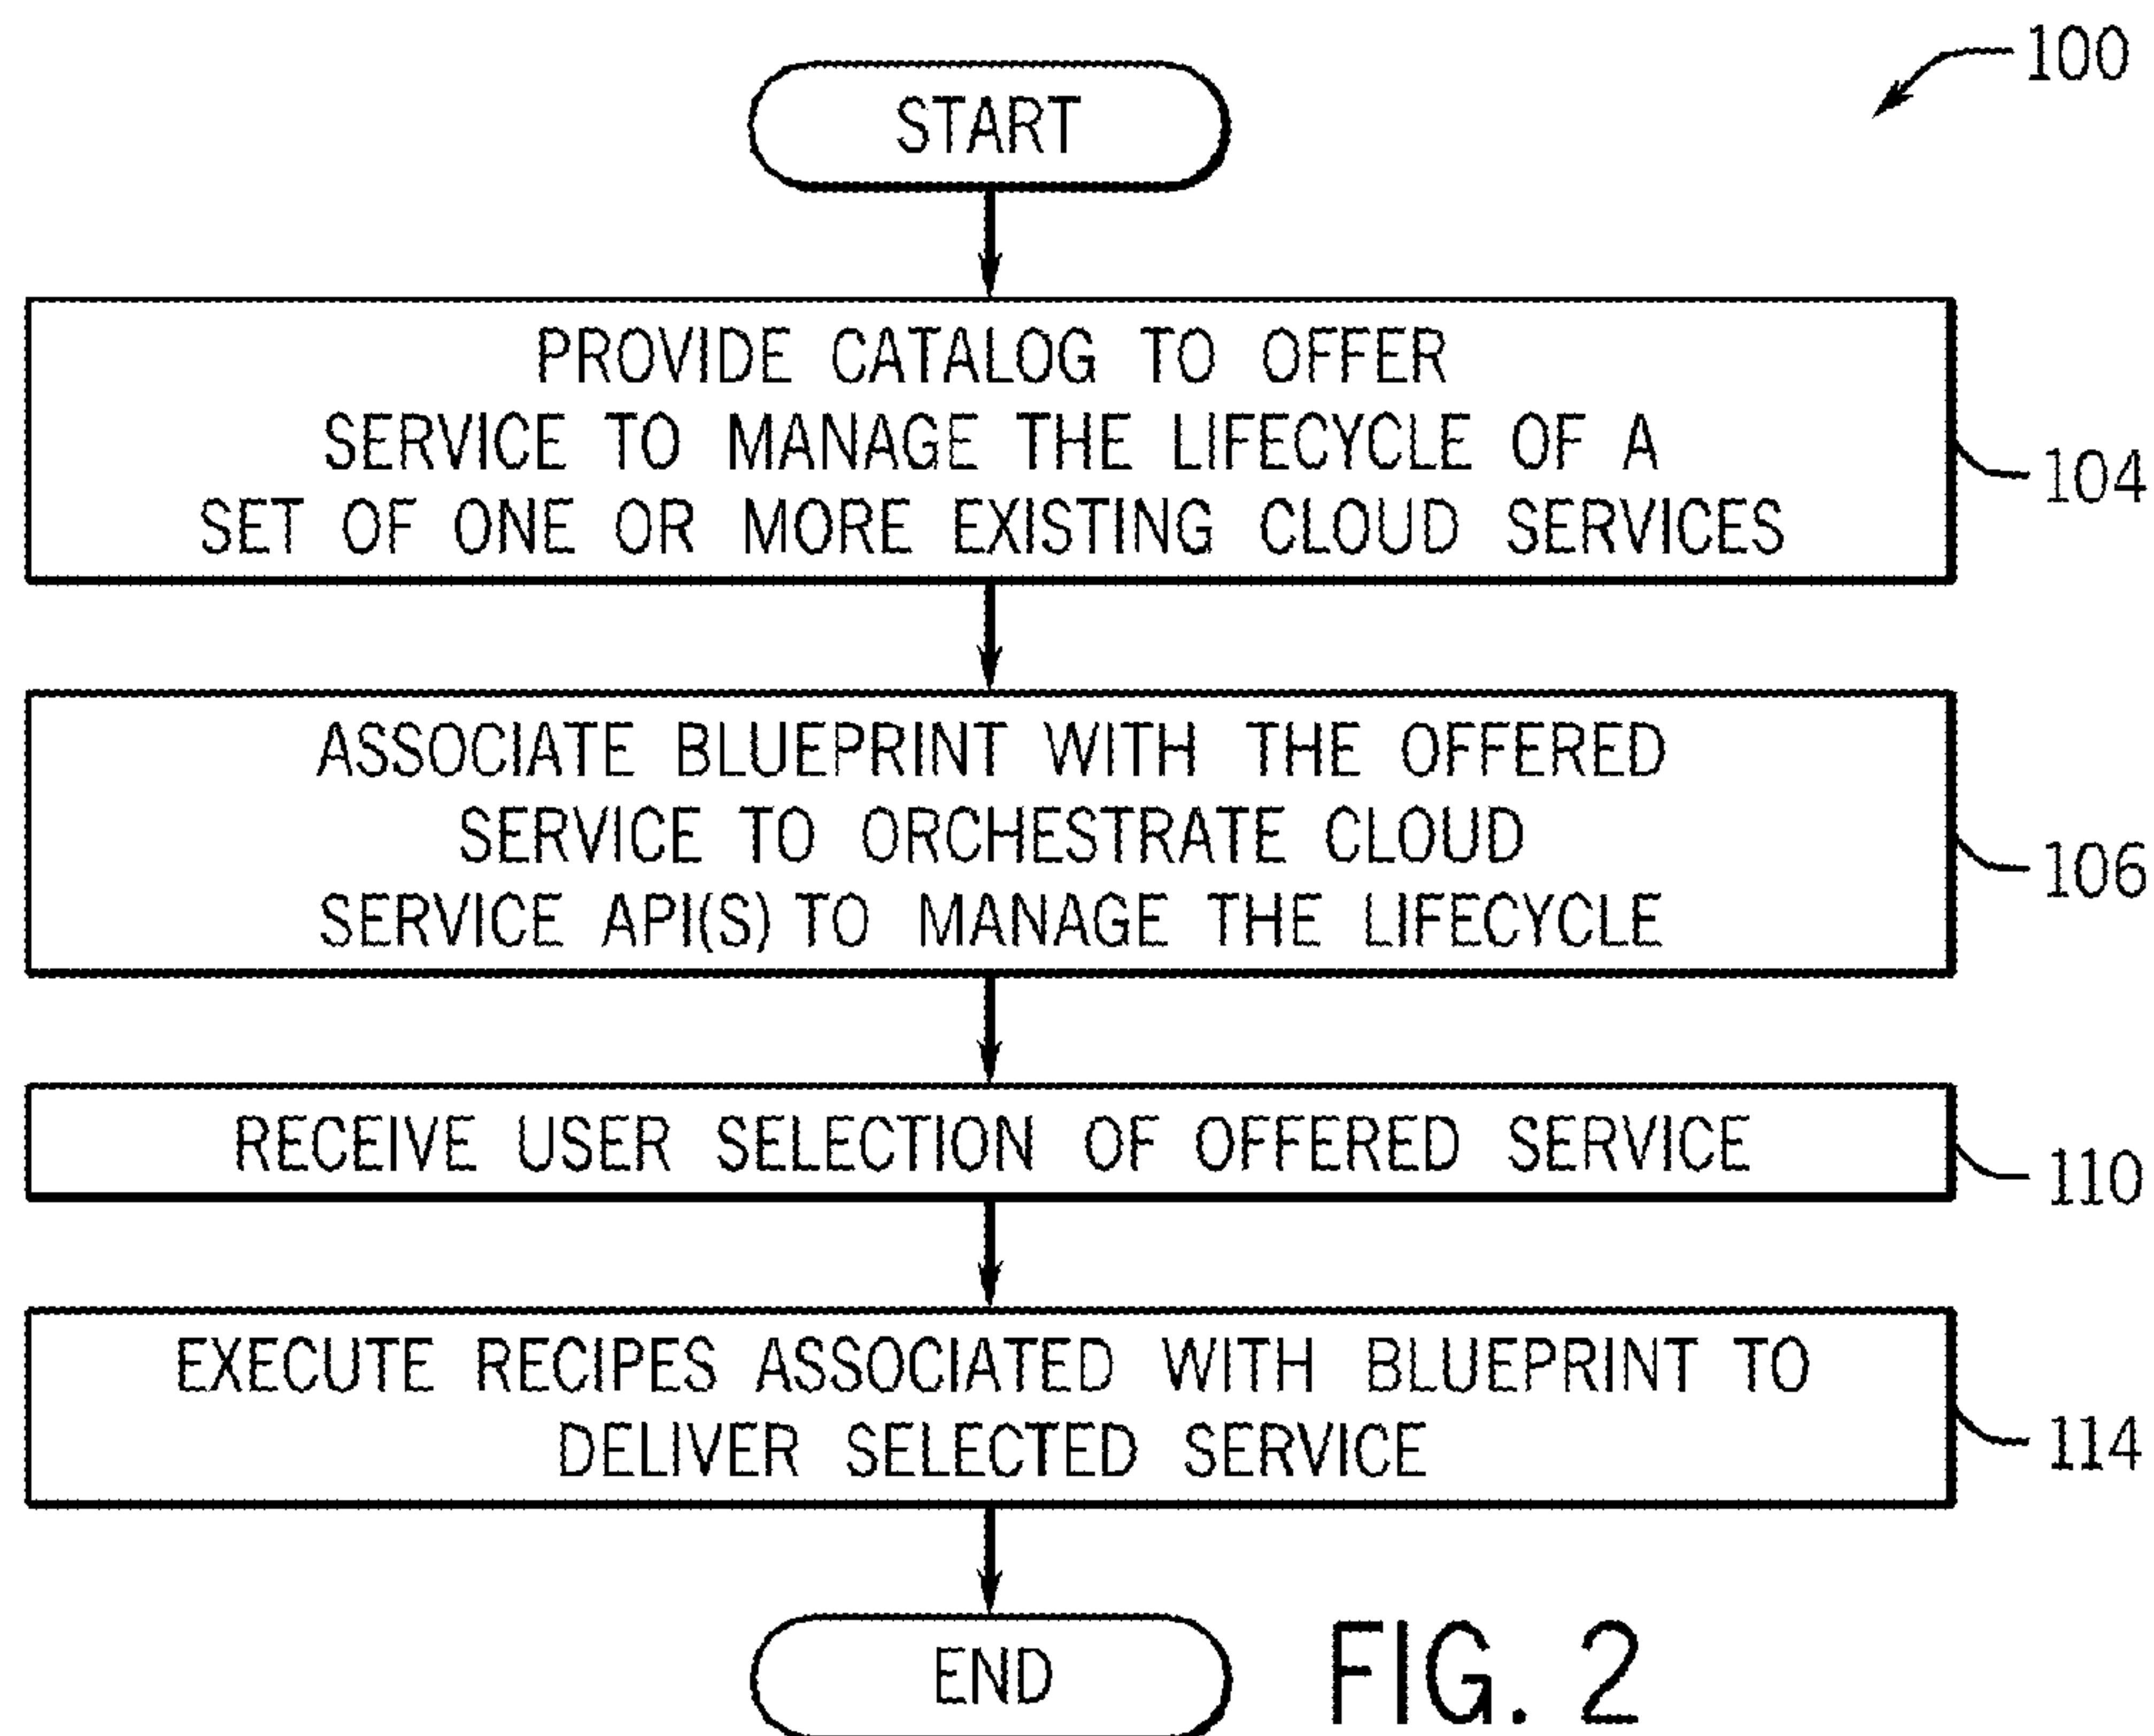 100
START
PROVIDE CATALOG TO OFFER
SERVICE TO MANAGE THE LIFECYCLE OF A
SET OF ONE OR MORE EXISTING CLOUD SERVICES
104
ASSOCIATE BLUEPRINT WITH THE OFFERED
SERVICE TO ORCHESTRATE CLOUD
SERVICE API(S) TO MANAGE THE LIFECYCLE
106
RECEIVE USER SELECTION OF OFFERED SERVICE
110
EXECUTE RECIPES ASSOCIATED WITH BLUEPRINT TO
DELIVER SELECTED SERVICE
114
END
FIG. 2